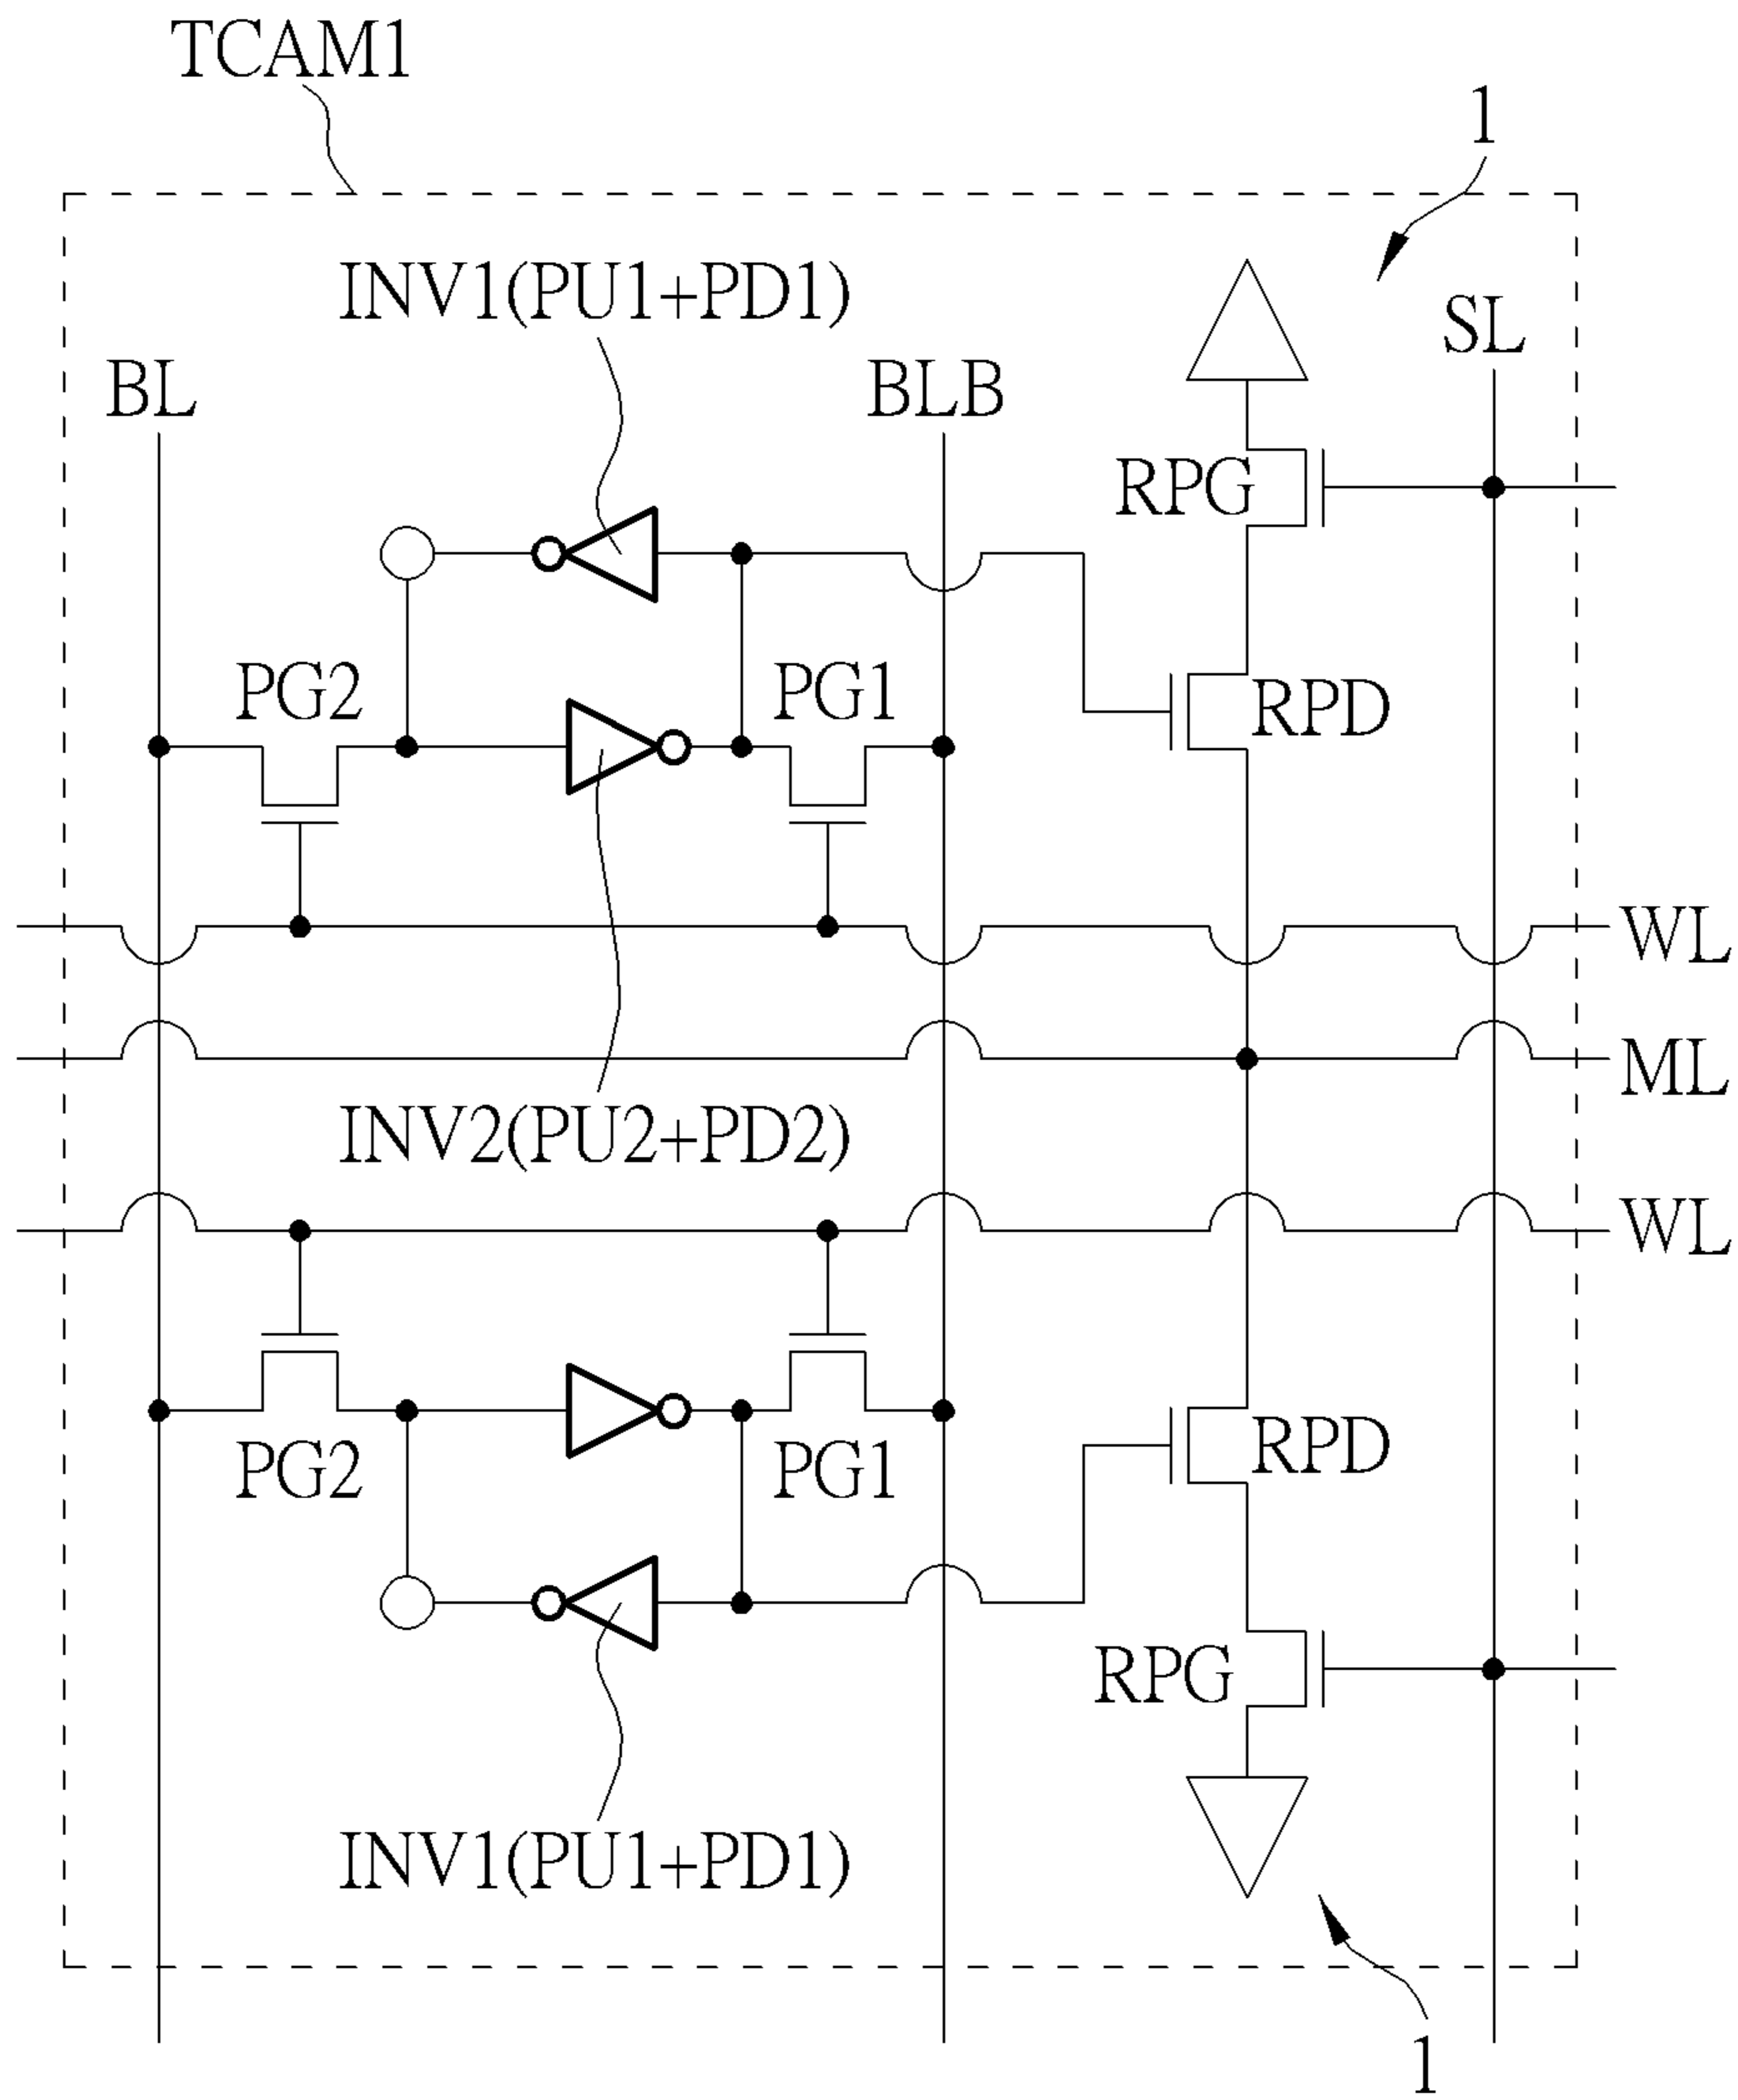 TCAM1
1
INV1(PU1+PD1)
SL
BL
BLB
RPG
PG2
PG1
RPD
WL
ML
INV2(PU2+PD2)
WL
PG2
PG1
RPD
RPG
INV1(PU1+PD1)
1